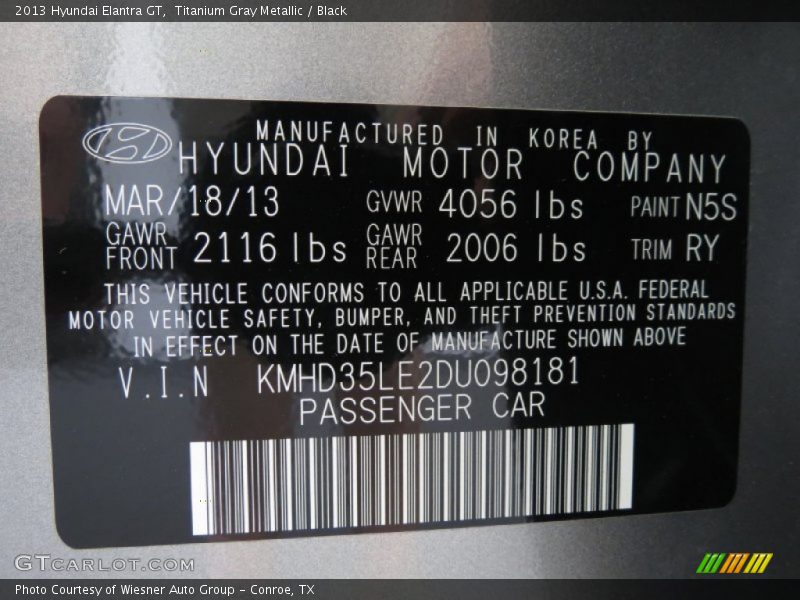 2013 Hyundai Elantra GT,  Titanium Gray Metallic / Black
MANUFACTURED IN KOREA BY
HYUNDAI MOTOR COMPANY
MAR/18/13 GVWR 4056 lbs PAINT N5S
GAWR FRONT 2116 lbs GAWR REAR 2006 lbs TRIM RY
THIS VEHICLE CONFORMS TO ALL APPLICABLE U.S.A. FEDERAL
MOTOR VEHICLE SAFETY, BUMPER, AND THEFT PREVENTION STANDARDS
IN EFFECT ON THE DATE OF MANUFACTURE SHOWN ABOVE
V.I.N KMHD35LE2DU098181
PASSENGER CAR
GTCARLOT.COM
Photo Courtesy of Wiesner Auto Group - Conroe, TX